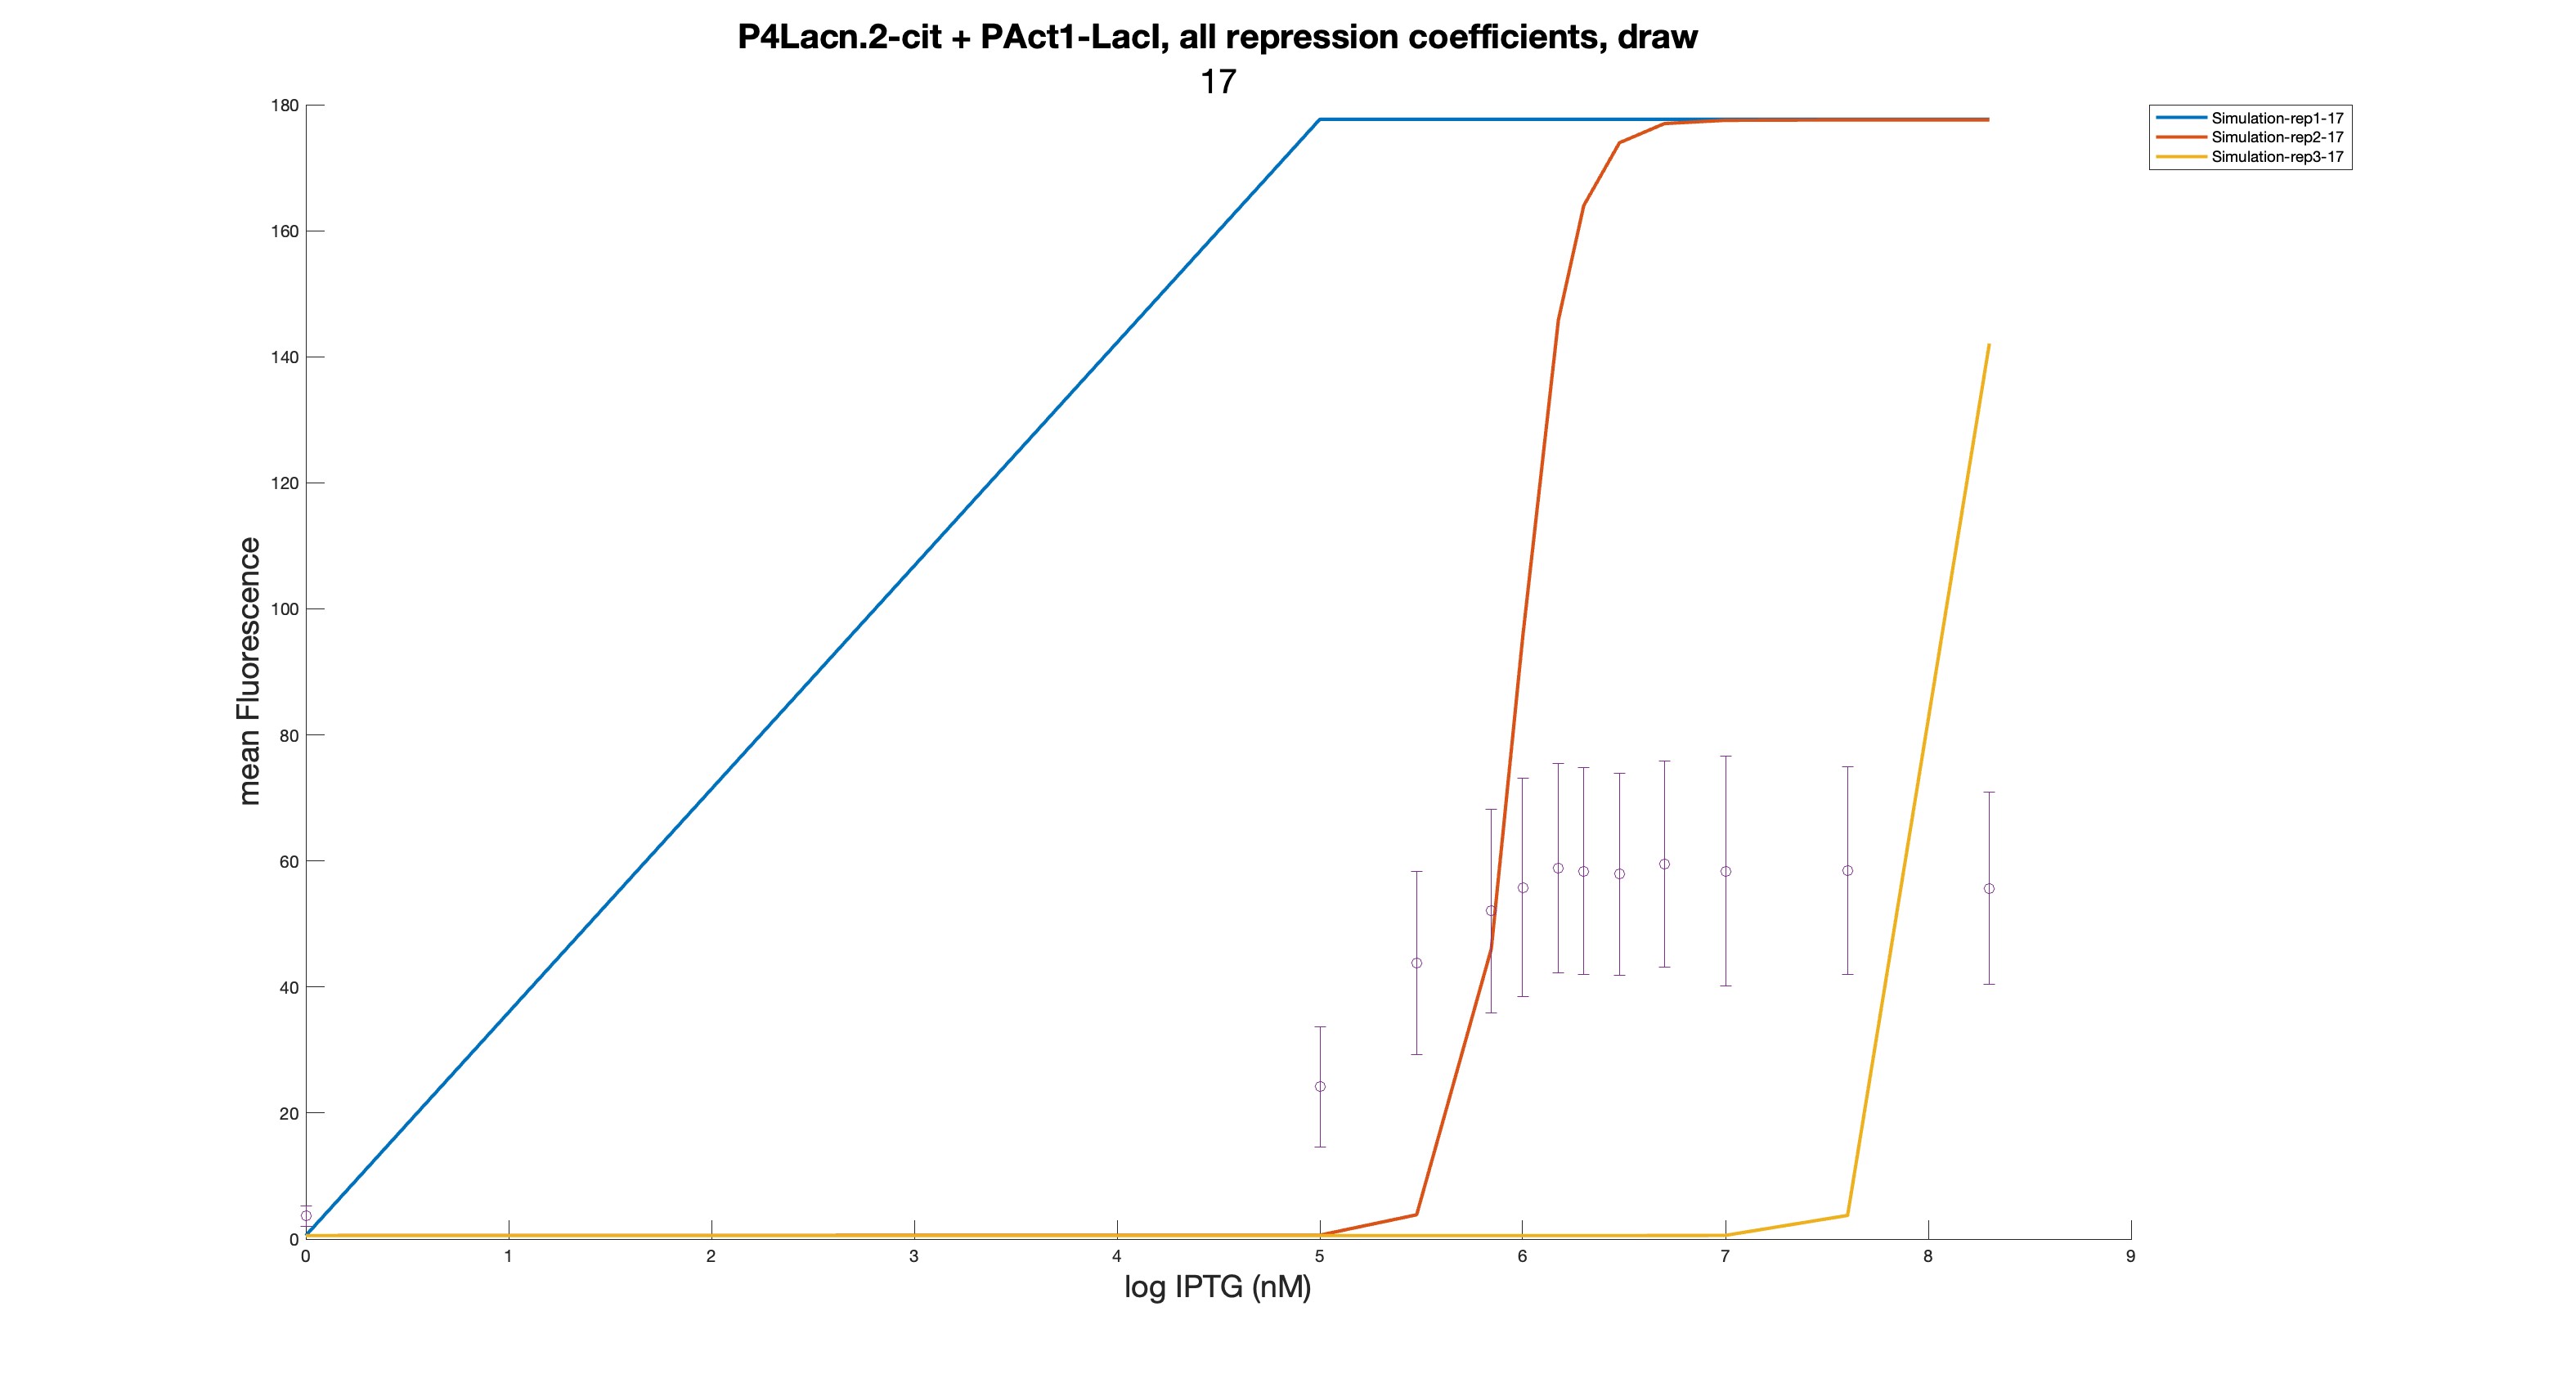 P4Lacn.2-cit + PAct1-LacI, all repression coefficients, draw
17
180
160
140
120
100
80
60
40
20
0
mean Fluorescence
0 1 2 3 4 5 6 7 8 9
log IPTG (nM)
Simulation-rep1-17
Simulation-rep2-17
Simulation-rep3-17